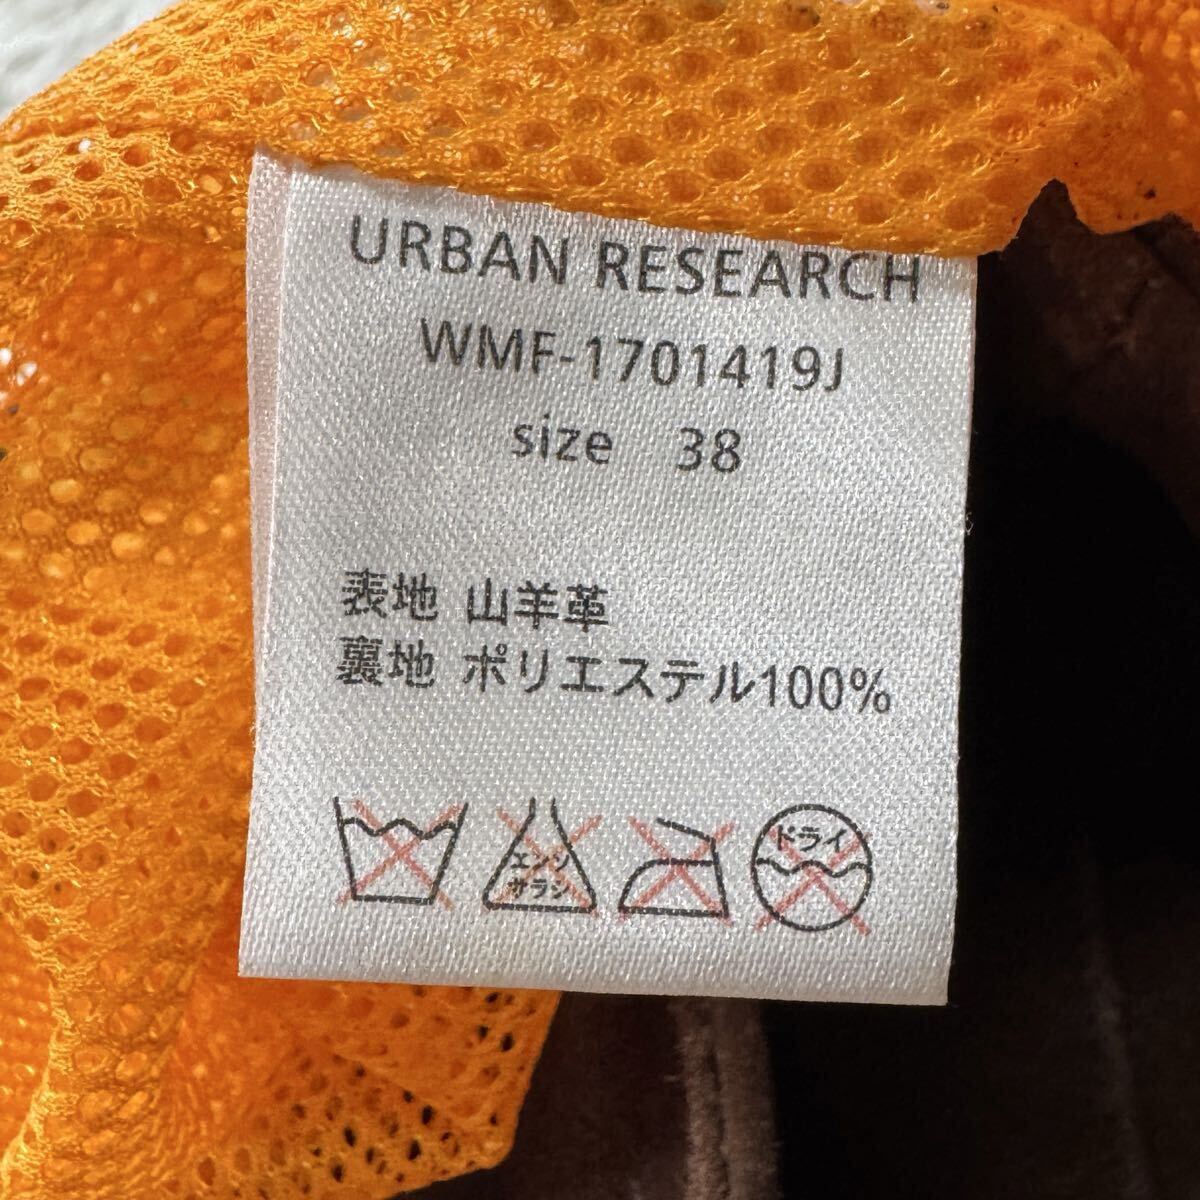 URBAN RESEARCH
WMF-1701419J
size 38
表地 山羊革
裏地 ポリエステル100%
エンソ
サラシ
ドライ